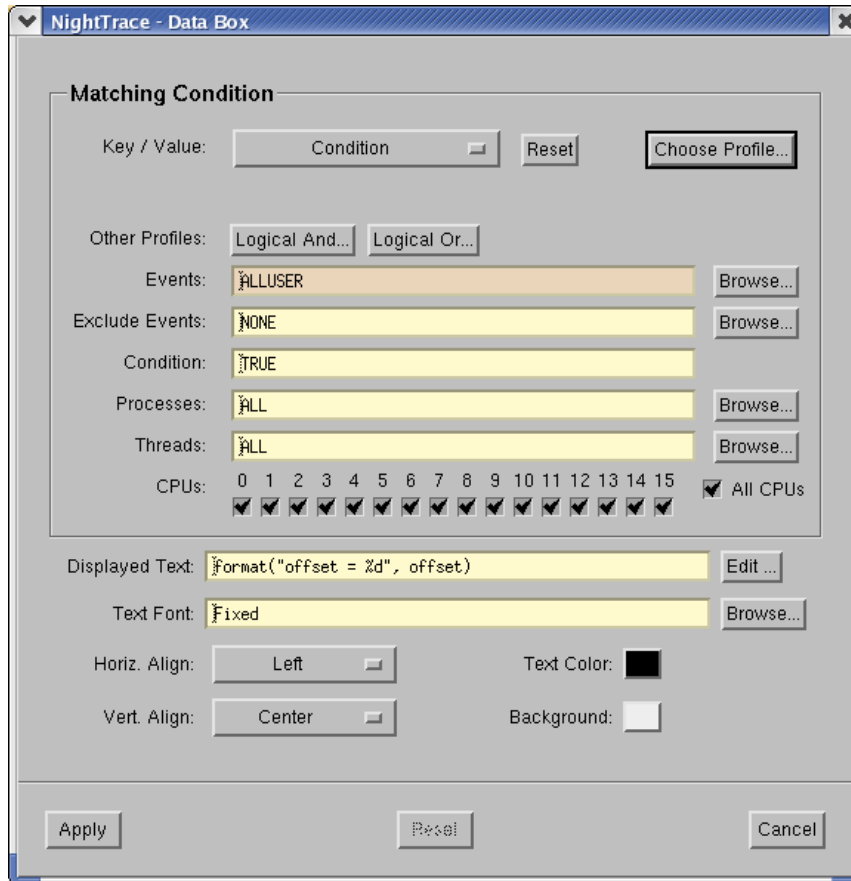 NightTrace - Data Box
Matching Condition
Key / Value: Condition Reset Choose Profile...
Other Profiles: Logical And... Logical Or...
Events: ALLUSER Browse...
Exclude Events: NONE Browse...
Condition: TRUE
Processes: ALL Browse...
Threads: ALL Browse...
0 1 2 3 4 5 6 7 8 9 10 11 12 13 14 15
CPUs: All CPUs
Displayed Text: format("offset = %d", offset) Edit ...
Text Font: Fixed Browse...
Horiz. Align: Left Text Color:
Vert. Align: Center Background:
Apply Reset Cancel